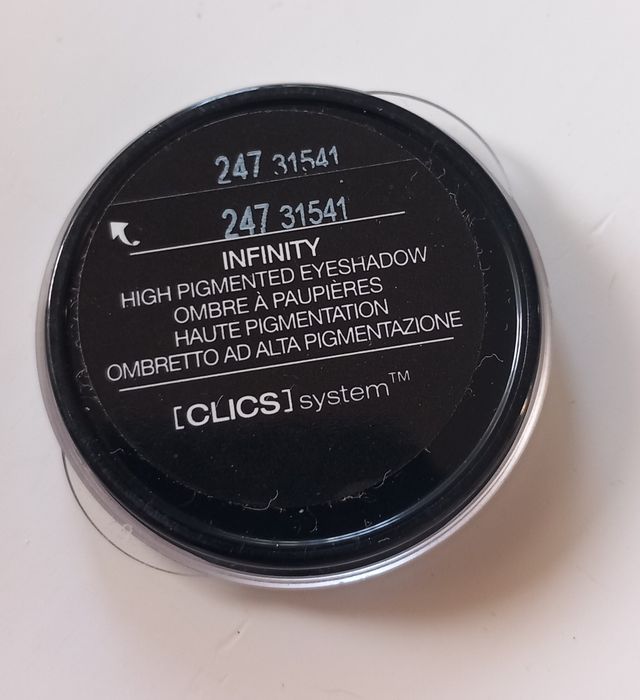 247 31541
247 31541
INFINITY
HIGH PIGMENTED EYESHADOW
OMBRE À PAUPIÈRES
HAUTE PIGMENTATION
OMBRETTO AD ALTA PIGMENTAZIONE
[CLICS] system™